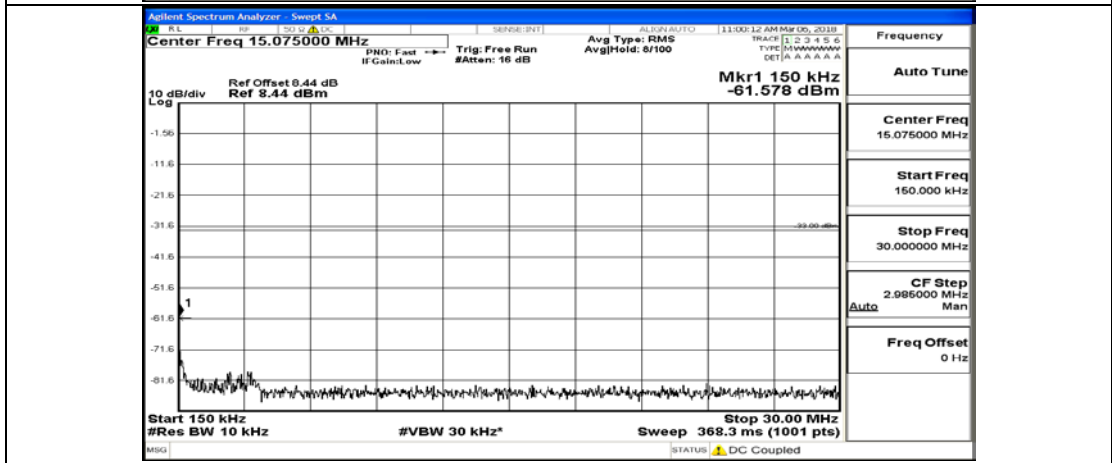 Agilent Spectrum Analyzer - Swept SA
RL RF 50 Ω DC SENSE:INT ALIGN AUTO 11:00:12 AM Mar 06, 2018
Center Freq 15.075000 MHz
PNO: Fast
IFGain:Low
Trig: Free Run
#Atten: 16 dB
Avg Type: RMS
Avg|Hold: 8/100
TRACE 1 2 3 4 5 6
TYPE MWWWWW
DET A A A A A A
Ref Offset 8.44 dB
Ref 8.44 dBm
10 dB/div
Log
Mkr1 150 kHz
-61.578 dBm
-1.56
-11.6
-21.6
-31.6
-33.00 dBm
-41.6
-51.6
1
-61.6
-71.6
-81.6
Start 150 kHz
Stop 30.00 MHz
#Res BW 10 kHz
#VBW 30 kHz*
Sweep 368.3 ms (1001 pts)
MSG
STATUS DC Coupled
Frequency
Auto Tune
Center Freq
15.075000 MHz
Start Freq
150.000 kHz
Stop Freq
30.000000 MHz
CF Step
2.985000 MHz
Auto Man
Freq Offset
0 Hz